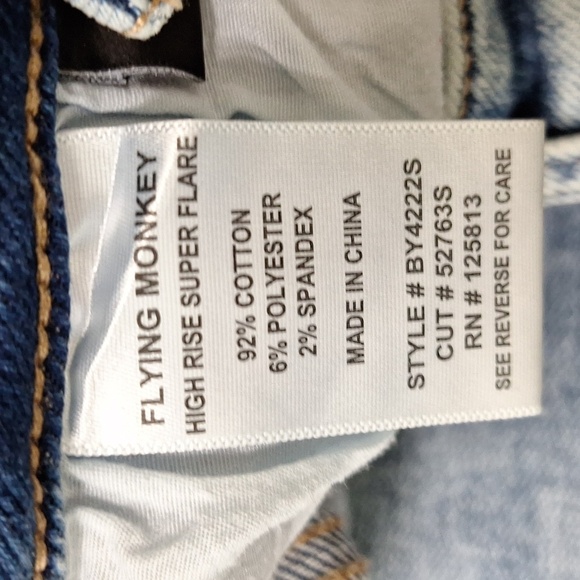 FLYING MONKEY
HIGH RISE SUPER FLARE
92% COTTON
6% POLYESTER
2% SPANDEX
MADE IN CHINA
STYLE # BY4222S
CUT # 52763S
RN # 125813
SEE REVERSE FOR CARE